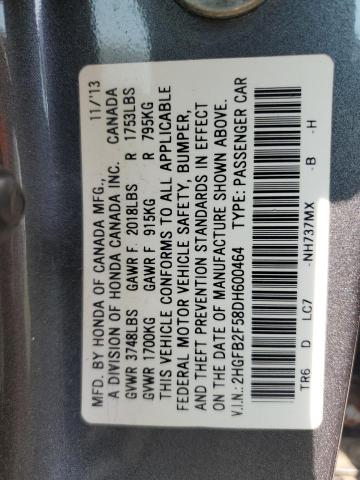 MFD. BY HONDA OF CANADA MFG., 11/'13
A DIVISION OF HONDA CANADA INC. CANADA
GVWR 3748LBS GAWR F. 2018LBS R 1753LBS
GVWR 1700KG GAWR F 915KG R 795KG
THIS VEHICLE CONFORMS TO ALL APPLICABLE
FEDERAL MOTOR VEHICLE SAFETY, BUMPER,
AND THEFT PREVENTION STANDARDS IN EFFECT
ON THE DATE OF MANUFACTURE SHOWN ABOVE.
V.I.N.: 2HGFB2F58DH600464 TYPE: PASSENGER CAR
TR6 D LC7 -NH737MX -B -H